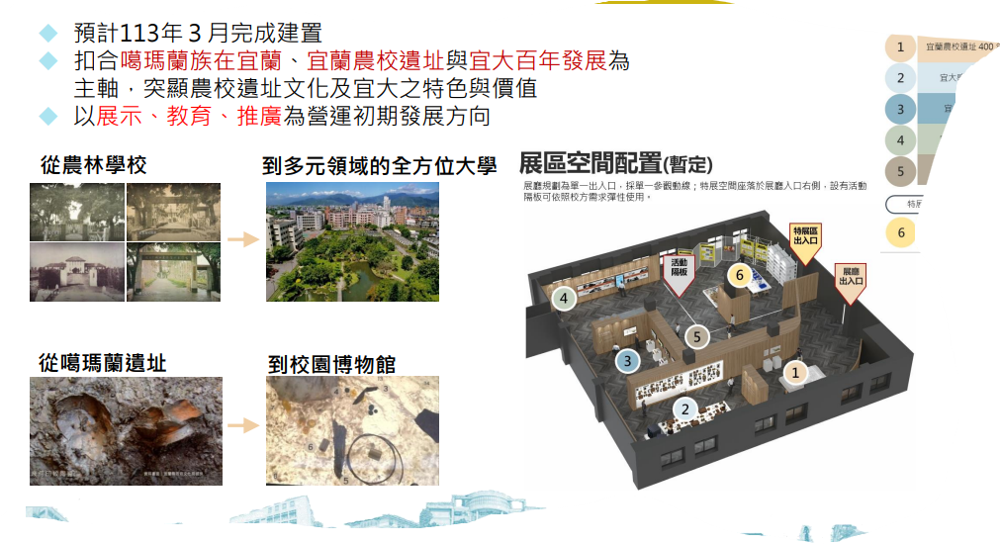 預計113年３月完成建置
扣合噶瑪蘭族在宜蘭、宜蘭農校遺址與宜大百年發展為
主軸，突顯農校遺址文化及宜大之特色與價值
以展示、教育、推廣為營運初期發展方向
從農林學校
到多元領域的全方位大學
從噶瑪蘭遺址
到校園博物館
6
5
展區空間配置(暫定)
展廳規劃為單一出入口，採單一參觀動線；特展空間座落於展廳入口右側，設有活動
隔板可依照校方需求彈性使用。
特展區
出入口
活動
隔板
展廳
出入口
6
4
5
3
1
2
1 宜蘭農校遺址 400
2 宜大
3 宜
4
5
特展
6